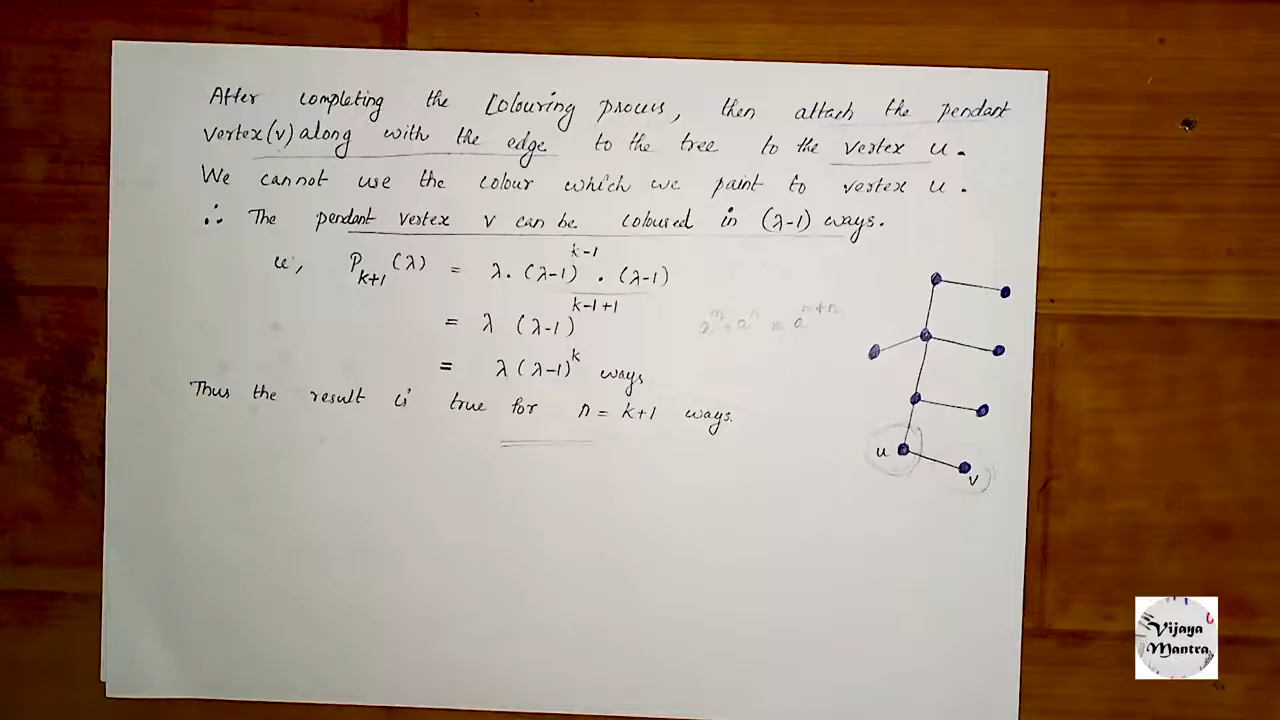 After completing the Colouring process, then attach the pendant
vertex(v) along with the edge to the tree to the vertex u.
We cannot use the colour which we paint to vertex u.
∴ The pendant vertex v can be coloured in (λ-1) ways.
P_{k+1}(λ) = λ. (λ-1)^{k-1} . (λ-1)
= λ (λ-1)^{k-1+1}
a^m . a^n = a^{m+n}
= λ (λ-1)^k ways
Thus the result is true for n = k+1 ways.
u
v
Vijaya
Mantra